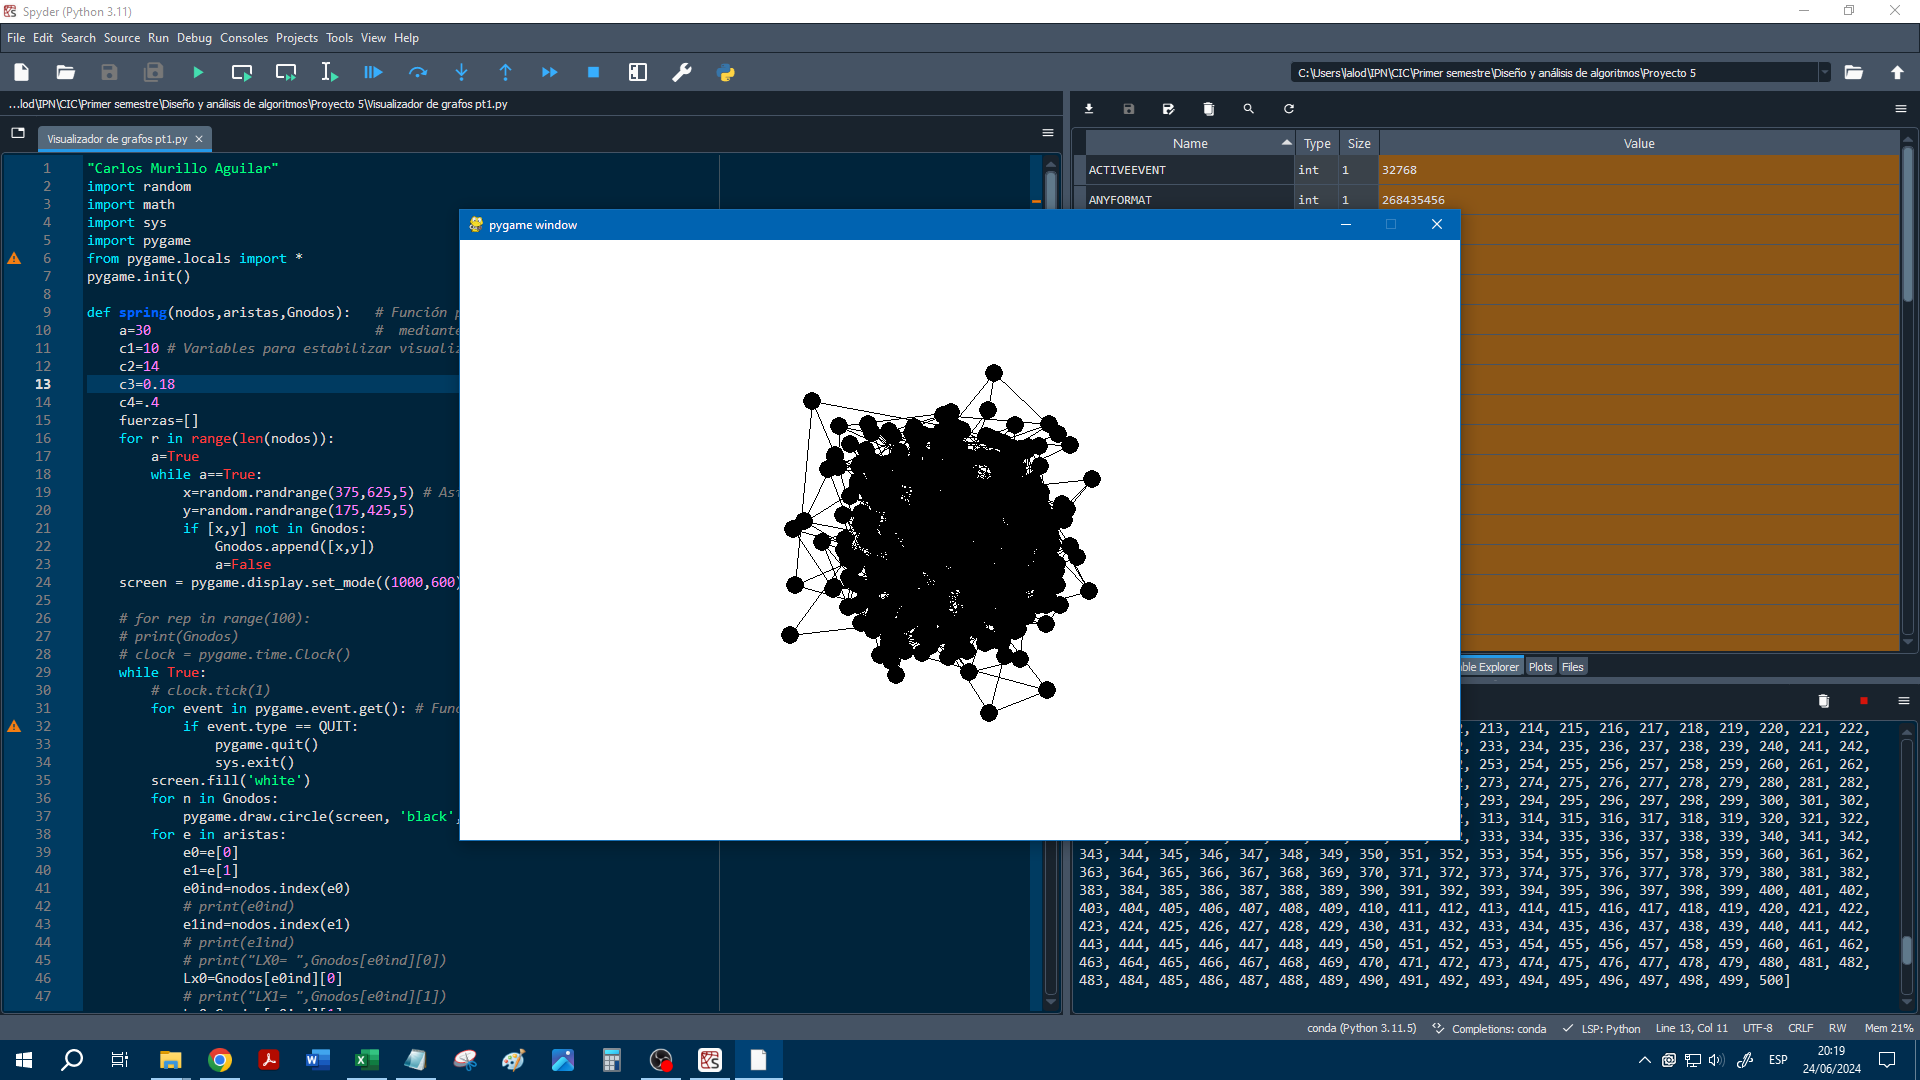 Spyder (Python 3.11)
File Edit Search Source Run Debug Consoles Projects Tools View Help
C:\Users\lalod\IPN\CIC\Primer semestre\Diseño y análisis de algoritmos\Proyecto 5
...lod\IPN\CIC\Primer semestre\Diseño y análisis de algoritmos\Proyecto 5\Visualizador de grafos pt1.py
Visualizador de grafos pt1.py
1 "Carlos Murillo Aguilar"
2 import random
3 import math
4 import sys
5 import pygame
6 from pygame.locals import *
7 pygame.init()
8
9 def spring(nodos,aristas,Gnodos): # Función p
10 a=30 # mediante
11 c1=10 # Variables para estabilizar visualiz
12 c2=14
13 c3=0.18
14 c4=.4
15 fuerzas=[]
16 for r in range(len(nodos)):
17 a=True
18 while a==True:
19 x=random.randrange(375,625,5) # As
20 y=random.randrange(175,425,5)
21 if [x,y] not in Gnodos:
22 Gnodos.append([x,y])
23 a=False
24 screen = pygame.display.set_mode((1000,600)
25
26 # for rep in range(100):
27 # print(Gnodos)
28 # clock = pygame.time.Clock()
29 while True:
30 # clock.tick(1)
31 for event in pygame.event.get(): # Fun
32 if event.type == QUIT:
33 pygame.quit()
34 sys.exit()
35 screen.fill('white')
36 for n in Gnodos:
37 pygame.draw.circle(screen, 'black',
38 for e in aristas:
39 e0=e[0]
40 e1=e[1]
41 e0ind=nodos.index(e0)
42 # print(e0ind)
43 e1ind=nodos.index(e1)
44 # print(e1ind)
45 # print("LX0= ",Gnodos[e0ind][0])
46 Lx0=Gnodos[e0ind][0]
47 # print("LX1= ",Gnodos[e0ind][1])
pygame window
Name Type Size Value
ACTIVEEVENT int 1 32768
ANYFORMAT int 1 268435456
ble Explorer Plots Files
, 213, 214, 215, 216, 217, 218, 219, 220, 221, 222,
, 233, 234, 235, 236, 237, 238, 239, 240, 241, 242,
, 253, 254, 255, 256, 257, 258, 259, 260, 261, 262,
, 273, 274, 275, 276, 277, 278, 279, 280, 281, 282,
, 293, 294, 295, 296, 297, 298, 299, 300, 301, 302,
, 313, 314, 315, 316, 317, 318, 319, 320, 321, 322,
, 333, 334, 335, 336, 337, 338, 339, 340, 341, 342,
343, 344, 345, 346, 347, 348, 349, 350, 351, 352, 353, 354, 355, 356, 357, 358, 359, 360, 361, 362,
363, 364, 365, 366, 367, 368, 369, 370, 371, 372, 373, 374, 375, 376, 377, 378, 379, 380, 381, 382,
383, 384, 385, 386, 387, 388, 389, 390, 391, 392, 393, 394, 395, 396, 397, 398, 399, 400, 401, 402,
403, 404, 405, 406, 407, 408, 409, 410, 411, 412, 413, 414, 415, 416, 417, 418, 419, 420, 421, 422,
423, 424, 425, 426, 427, 428, 429, 430, 431, 432, 433, 434, 435, 436, 437, 438, 439, 440, 441, 442,
443, 444, 445, 446, 447, 448, 449, 450, 451, 452, 453, 454, 455, 456, 457, 458, 459, 460, 461, 462,
463, 464, 465, 466, 467, 468, 469, 470, 471, 472, 473, 474, 475, 476, 477, 478, 479, 480, 481, 482,
483, 484, 485, 486, 487, 488, 489, 490, 491, 492, 493, 494, 495, 496, 497, 498, 499, 500]
conda (Python 3.11.5) Completions: conda LSP: Python Line 13, Col 11 UTF-8 CRLF RW Mem 21%
ESP
20:19
24/06/2024